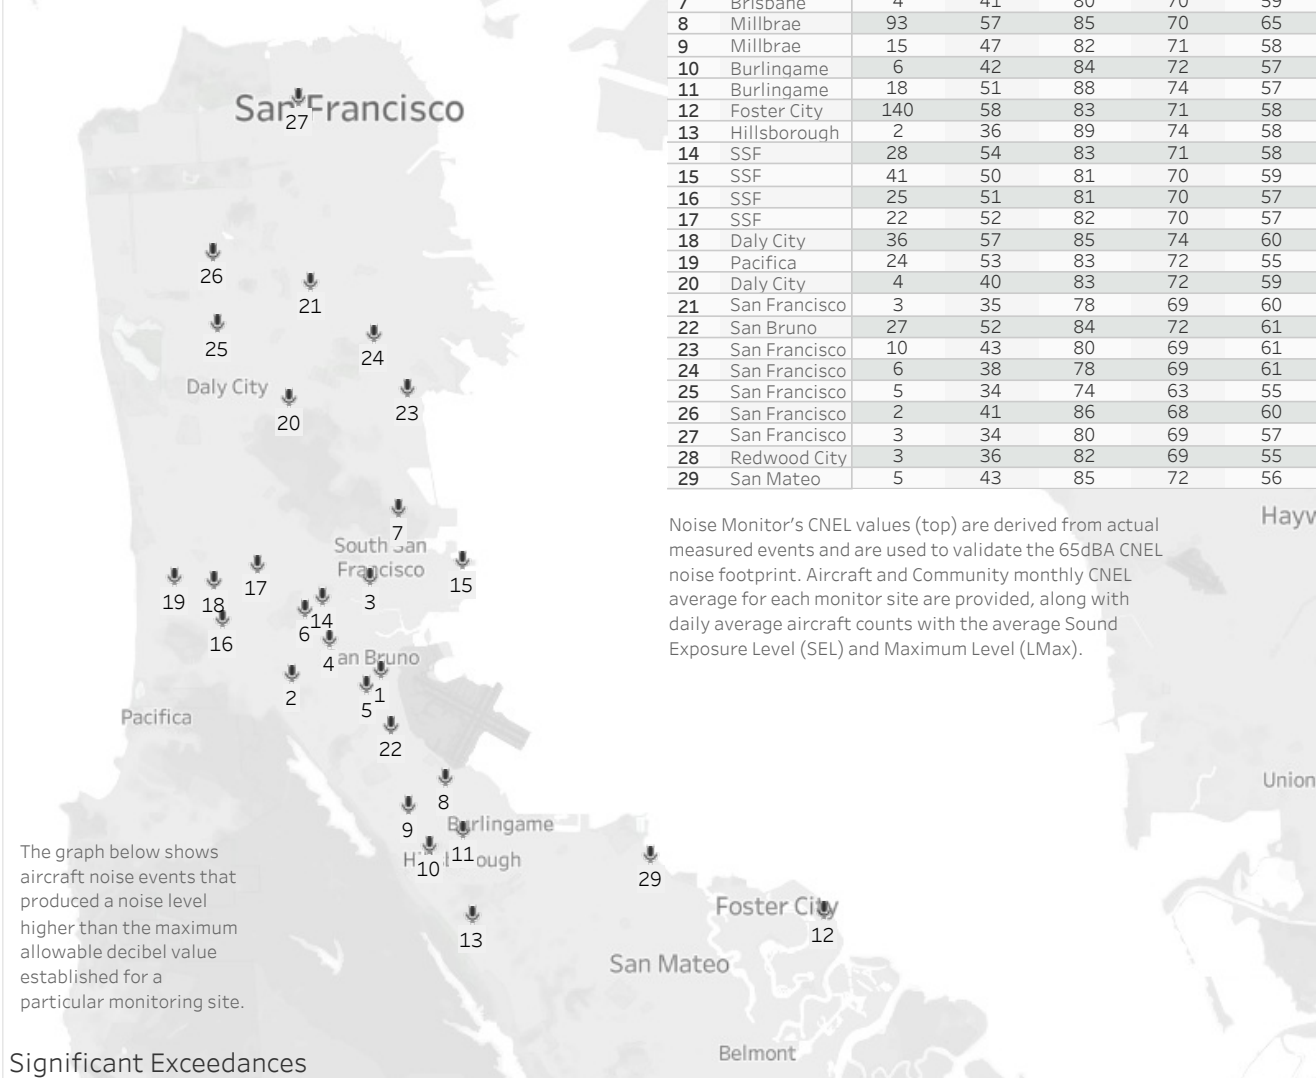 7 Brisbane 4 41 80 70 59
8 Millbrae 93 57 85 70 65
9 Millbrae 15 47 82 71 58
10 Burlingame 6 42 84 72 57
11 Burlingame 18 51 88 74 57
12 Foster City 140 58 83 71 58
13 Hillsborough 2 36 89 74 58
14 SSF 28 54 83 71 58
15 SSF 41 50 81 70 59
16 SSF 25 51 81 70 57
17 SSF 22 52 82 70 57
18 Daly City 36 57 85 74 60
19 Pacifica 24 53 83 72 55
20 Daly City 4 40 83 72 59
21 San Francisco 3 35 78 69 60
22 San Bruno 27 52 84 72 61
23 San Francisco 10 43 80 69 61
24 San Francisco 6 38 78 69 61
25 San Francisco 5 34 74 63 55
26 San Francisco 2 41 86 68 60
27 San Francisco 3 34 80 69 57
28 Redwood City 3 36 82 69 55
29 San Mateo 5 43 85 72 56
Noise Monitor's CNEL values (top) are derived from actual
measured events and are used to validate the 65dBA CNEL
noise footprint. Aircraft and Community monthly CNEL
average for each monitor site are provided, along with
daily average aircraft counts with the average Sound
Exposure Level (SEL) and Maximum Level (LMax).
San Francisco
27
26
21
25
24
Daly City
20
23
7
South San
Francisco
15
17
19
18
3
14
6
16
4
an Bruno
2
1
5
Pacifica
22
8
9
Burlingame
11
10
ough
29
Foster City
12
13
San Mateo
Belmont
Hayw
Union
The graph below shows
aircraft noise events that
produced a noise level
higher than the maximum
allowable decibel value
established for a
particular monitoring site.
Significant Exceedances